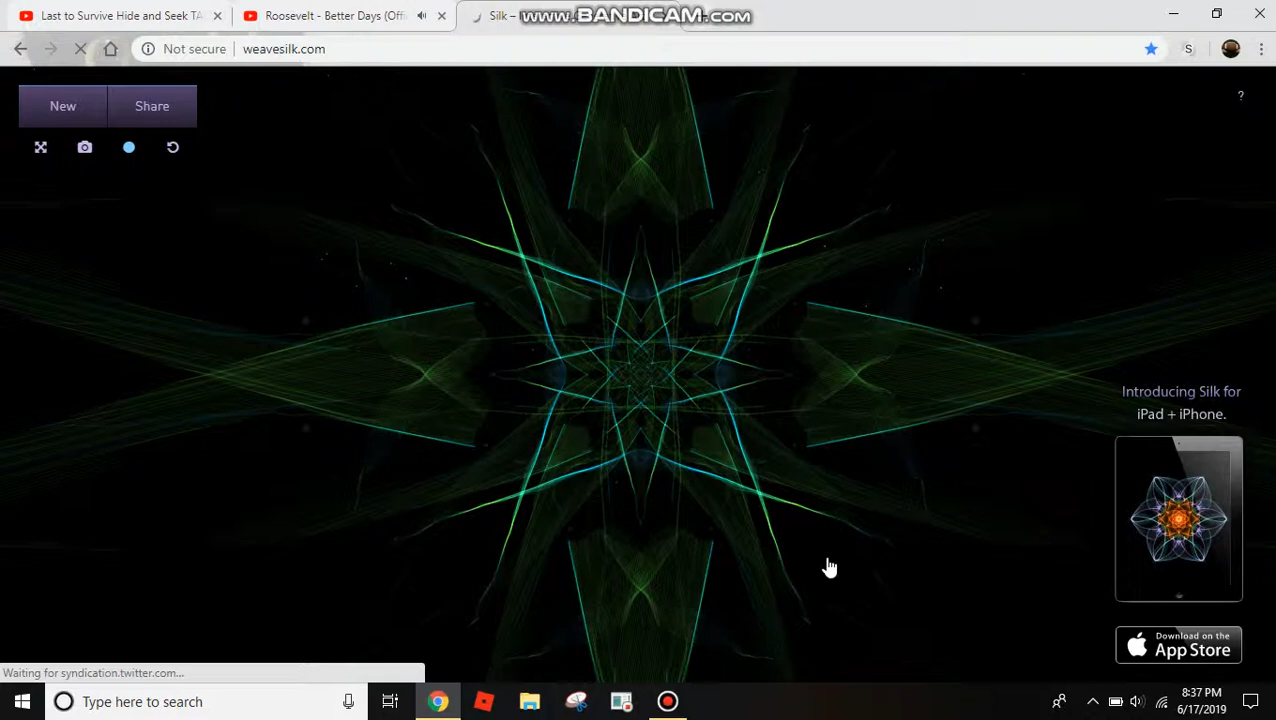 Last to Survive Hide and Seek TA
Roosevelt - Better Days (Offi
Silk –
www.BANDICAM.com
Not secure
weavesilk.com
S
New
Share
?
Introducing Silk for
iPad + iPhone.
Download on the
App Store
Waiting for syndication.twitter.com...
Type here to search
8:37 PM
6/17/2019